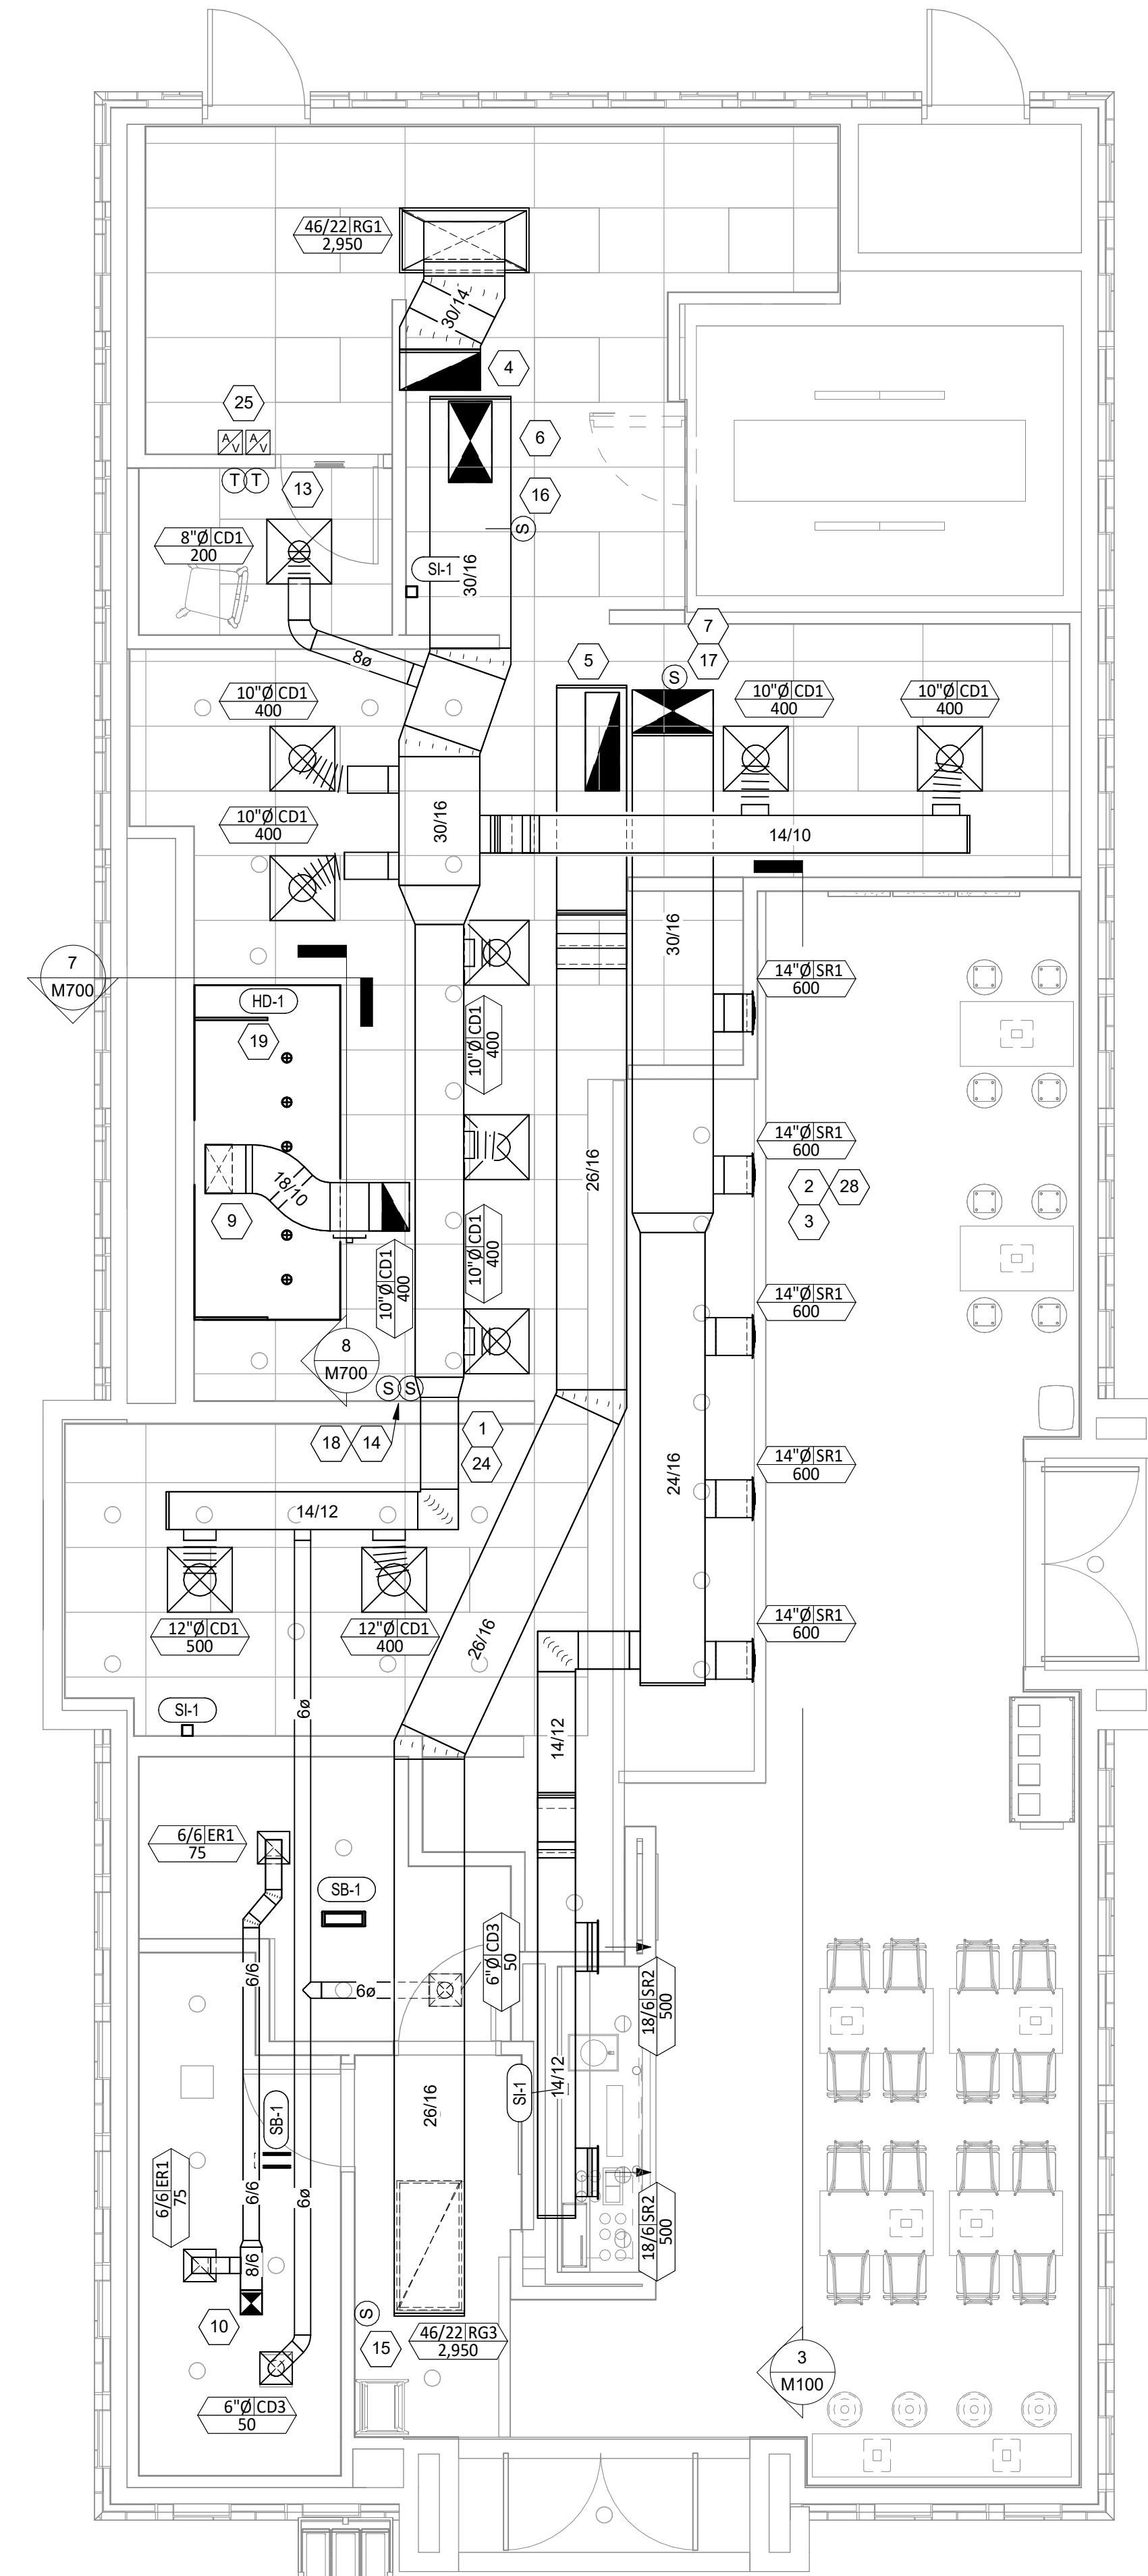 46/22 RG1
2,950
30/14
4
25
A/V A/V
6
T T
13
16
8"Ø CD1
200
S
SI-1
30/16
7
5
17
8ø
S
10"Ø CD1
400
10"Ø CD1
400
10"Ø CD1
400
10"Ø CD1
400
30/16
14/10
30/16
7
M700
14"Ø SR1
600
HD-1
19
10"Ø CD1
400
14"Ø SR1
600
26/16
2 28
3
18/10
9
10"Ø CD1
400
10"Ø CD1
400
14"Ø SR1
600
8
M700
S S
18 14
1
24
14"Ø SR1
600
24/16
14/12
12"Ø CD1
500
12"Ø CD1
400
14"Ø SR1
600
26/16
SI-1
6ø
14/12
6/6 ER1
75
SB-1
6"Ø CD3
50
6/6
6ø
18/6 SR2
500
14/12
SI-1
SB-1
26/16
6/6 ER1
75
6/6
6ø
8/6
18/6 SR2
500
10
S
15
46/22 RG3
2,950
3
M100
6"Ø CD3
50